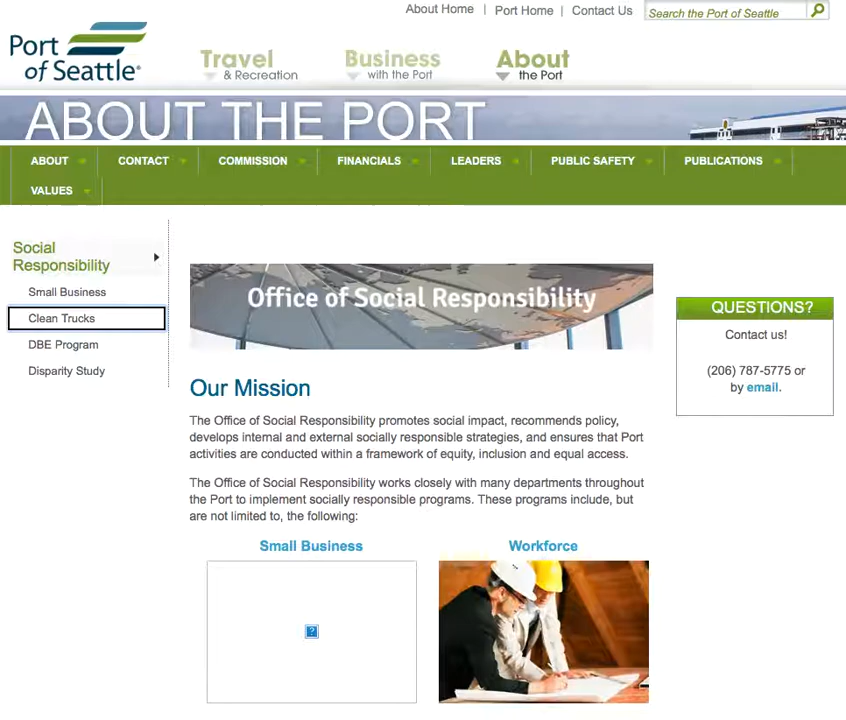 About Home | Port Home | Contact Us
Search the Port of Seattle
Port
of Seattle®
Travel
& Recreation
Business
with the Port
About
the Port
ABOUT THE PORT
ABOUT
CONTACT
COMMISSION
FINANCIALS
LEADERS
PUBLIC SAFETY
PUBLICATIONS
VALUES
Social
Responsibility
Small Business
Clean Trucks
DBE Program
Disparity Study
Office of Social Responsibility
Our Mission
The Office of Social Responsibility promotes social impact, recommends policy,
develops internal and external socially responsible strategies, and ensures that Port
activities are conducted within a framework of equity, inclusion and equal access.
The Office of Social Responsibility works closely with many departments throughout
the Port to implement socially responsible programs. These programs include, but
are not limited to, the following:
Small Business
Workforce
?
QUESTIONS?
Contact us!
(206) 787-5775 or
by email.